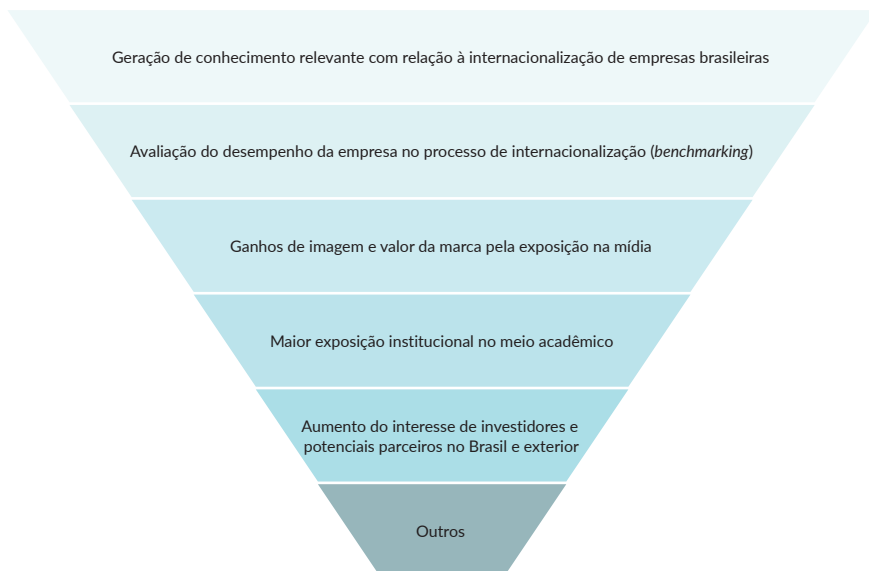 Geração de conhecimento relevante com relação à internacionalização de empresas brasileiras
Avaliação do desempenho da empresa no processo de internacionalização (benchmarking)
Ganhos de imagem e valor da marca pela exposição na mídia
Maior exposição institucional no meio acadêmico
Aumento do interesse de investidores e
potenciais parceiros no Brasil e exterior
Outros